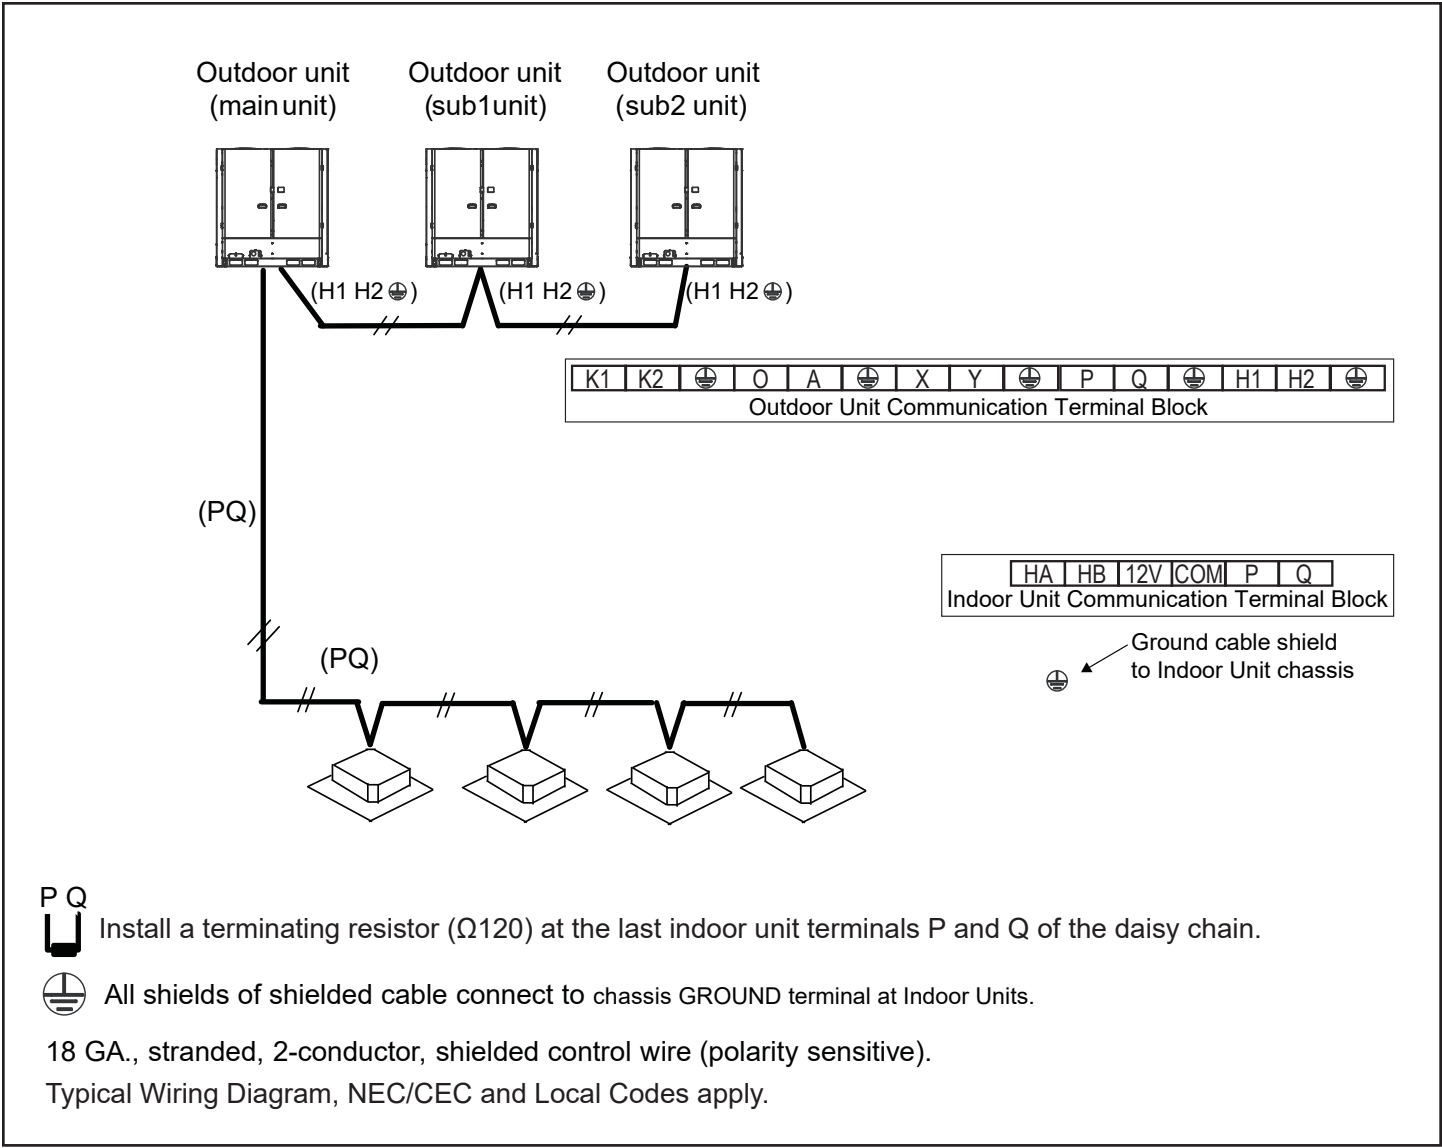 Outdoor unit
(main unit)
Outdoor unit
(sub1unit)
Outdoor unit
(sub2 unit)
(H1 H2 )
(H1 H2 )
(H1 H2 )
K1 K2 O A X Y P Q H1 H2
Outdoor Unit Communication Terminal Block
(PQ)
HA HB 12V COM P Q
Indoor Unit Communication Terminal Block
Ground cable shield
to Indoor Unit chassis
(PQ)
P Q
Install a terminating resistor (Ω120) at the last indoor unit terminals P and Q of the daisy chain.
All shields of shielded cable connect to chassis GROUND terminal at Indoor Units.
18 GA., stranded, 2-conductor, shielded control wire (polarity sensitive).
Typical Wiring Diagram, NEC/CEC and Local Codes apply.